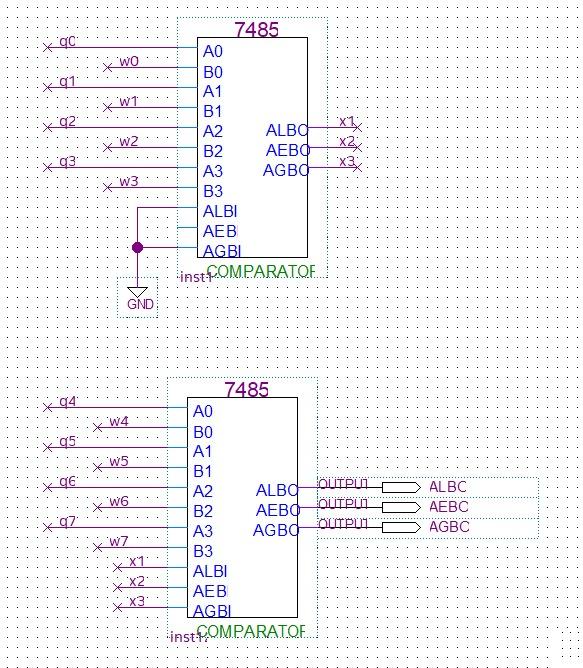 7485
q0 A0
w0 B0
q1 A1
w1 B1
q2 A2
ALBO x1
w2 B2
AEBO x2
q3 A3
AGBO x3
w3 B3
ALBI
AEBI
AGBI
COMPARATOR
inst1
GND
7485
q4 A0
w4 B0
q5 A1
w5 B1
q6 A2
ALBO OUTPUT ALBO
w6 B2
AEBO OUTPUT AEBO
q7 A3
AGBO OUTPUT AGBO
w7 B3
x1 ALBI
x2 AEBI
x3 AGBI
COMPARATOR